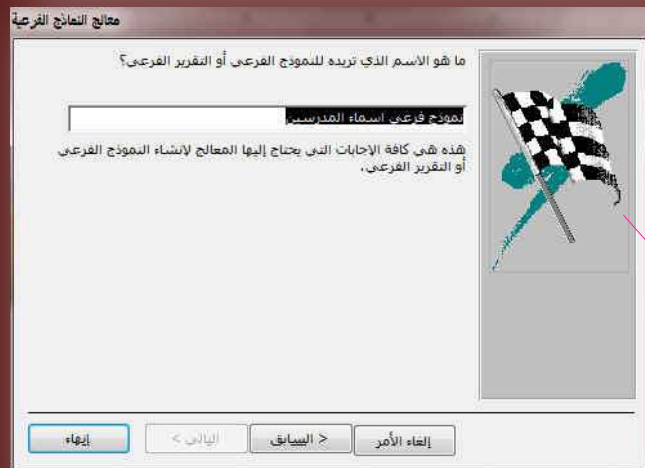 معالج النماذج الفرعية
ما هو الاسم الذي تريده للنموذج الفرعي أو التقرير الفرعي؟
نموذج فرعي اسماء المدرسين
هذه هي كافة الإجابات التي يحتاج إليها المعالج لإنشاء النموذج الفرعي
أو التقرير الفرعي.
إلغاء الأمر
< السابق
التالي >
إنهاء